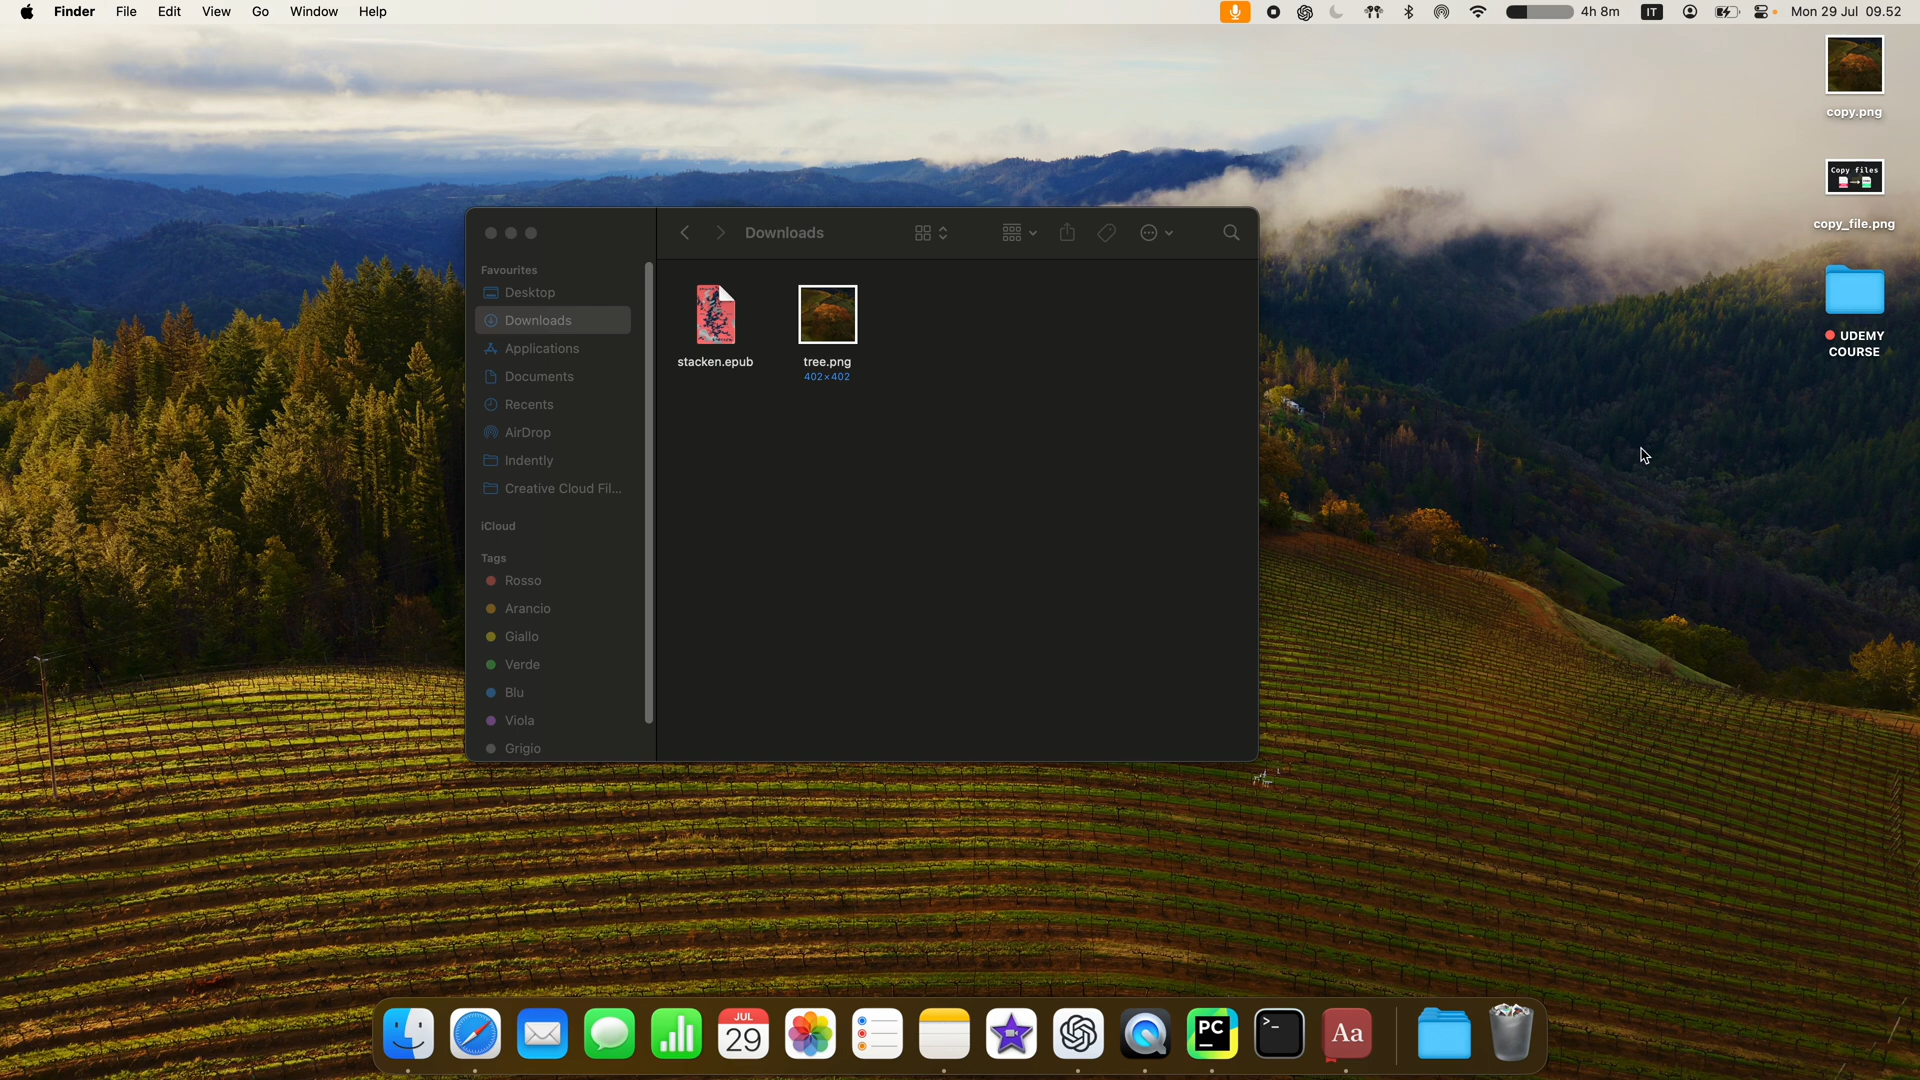 Finder File Edit View Go Window Help
4h 8m IT Mon 29 Jul 09.52
copy.png
Copy files
copy_file.png
UDEMY
COURSE
Downloads
Favourites
Desktop
Downloads
Applications
Documents
Recents
AirDrop
Indently
Creative Cloud Fil...
iCloud
Tags
Rosso
Arancio
Giallo
Verde
Blu
Viola
Grigio
stacken.epub
tree.png
402×402
JUL
29
PC
>_
Aa